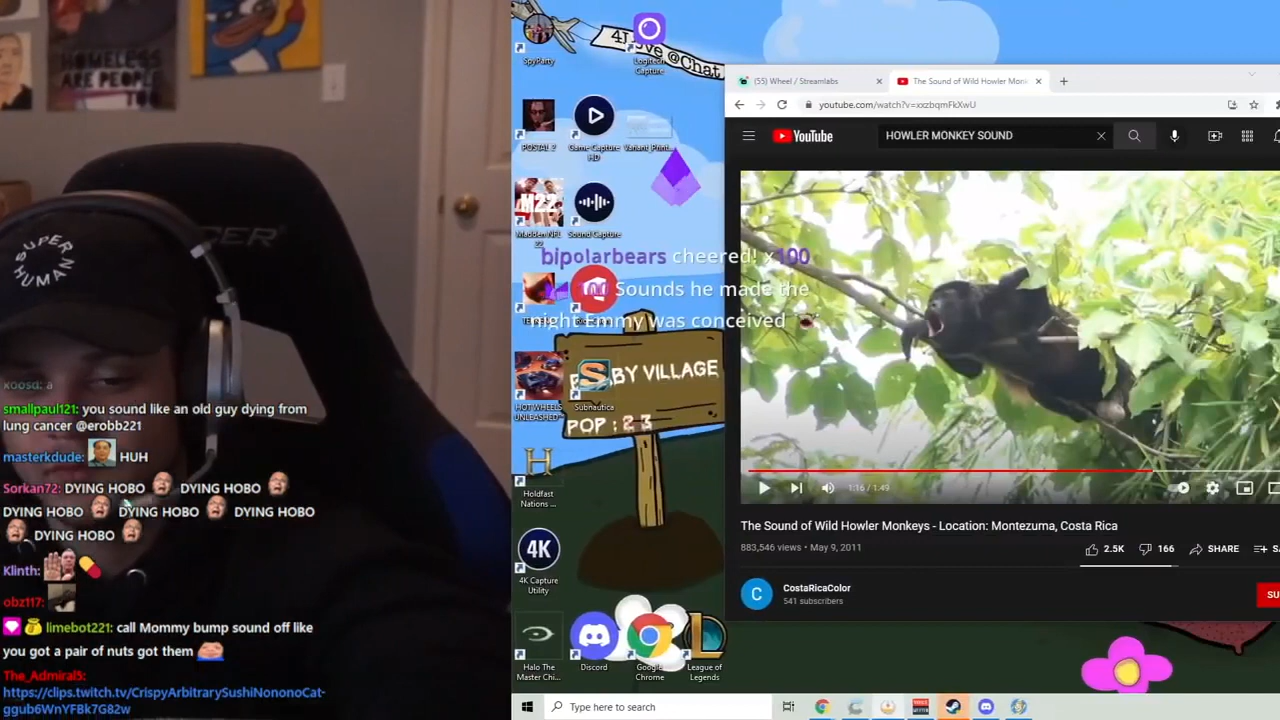 HOMELESS
ARE PEOPLE
TOO
SUPER
HUMAN
koosd: a
smallpaul121: you sound like an old guy dying from
lung cancer @erobb221
masterkdude: HUH
Sorkan72: DYING HOBO DYING HOBO
DYING HOBO DYING HOBO DYING HOBO
DYING HOBO
Klinth:
obz117:
limebot221: call Mommy bump sound off like
you got a pair of nuts got them
The_Admiral5:
https://clips.twitch.tv/CrispyArbitrarySushiNononoCat-
ggub6WnYFBk7G82w
@Chat
SpyParty
Logitech
Capture
POSTAL 2
Game Capture
HD
Variant_Print...
M22
Madden NFL
22
Sound Capture
bipolarbears cheered! x100
100 Sounds he made the
night Emmy was conceived
HOT WHEELS
UNLEASHED
Subnautica
VILLAGE
POP : 23
Holdfast
Nations ...
4K
4K Capture
Utility
Halo The
Master Chi...
Discord
Google
Chrome
League of
Legends
Type here to search
(55) Wheel / Streamlabs
The Sound of Wild Howler Monk
youtube.com/watch?v=xxzbqmFkXwU
YouTube
HOWLER MONKEY SOUND
1:16 / 1:49
The Sound of Wild Howler Monkeys - Location: Montezuma, Costa Rica
883,546 views • May 9, 2011
2.5K
166
SHARE
C
CostaRicaColor
541 subscribers